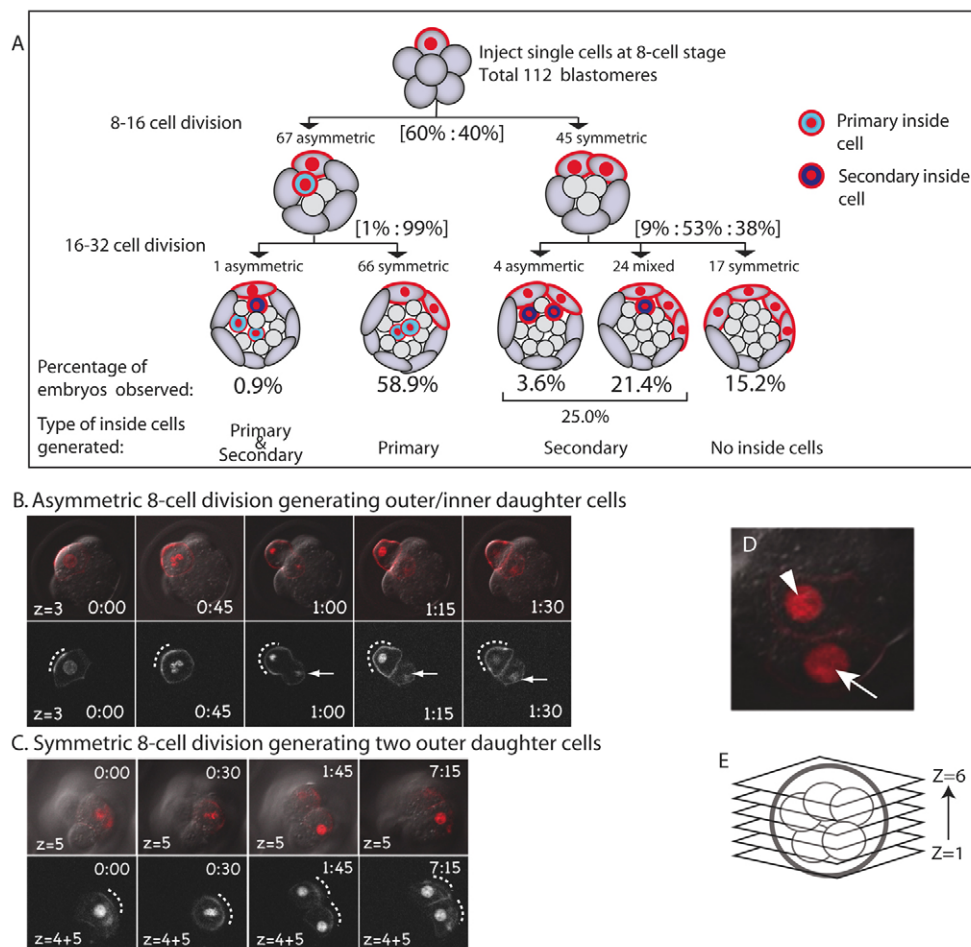 A
Inject single cells at 8-cell stage
Total 112 blastomeres
8-16 cell division
67 asymmetric
[60% : 40%]
45 symmetric
Primary inside
cell
Secondary inside
cell
16-32 cell division
[1% : 99%]
[9% : 53% : 38%]
1 asymmetric
66 symmetric
4 asymmertic
24 mixed
17 symmetric
Percentage of
embryos observed:
0.9%
58.9%
3.6%
21.4%
15.2%
25.0%
Type of inside cells
generated:
Primary
&
Secondary
Primary
Secondary
No inside cells
B. Asymmetric 8-cell division generating outer/inner daughter cells
z=3 0:00
0:45
1:00
1:15
1:30
z=3 0:00
0:45
1:00
1:15
1:30
C. Symmetric 8-cell division generating two outer daughter cells
0:00
z=5
0:30
z=5
1:45
z=5
7:15
z=5
0:00
z=4+5
0:30
z=4+5
1:45
z=4+5
7:15
z=4+5
D
E
Z=6
Z=1